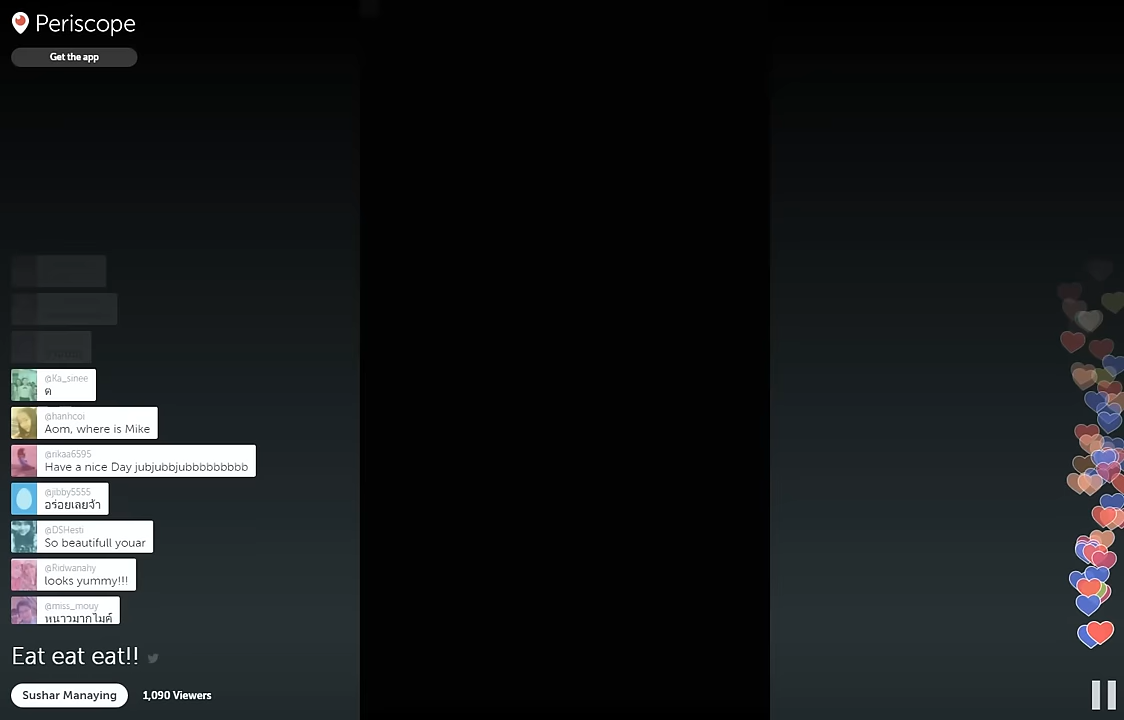 Periscope
Get the app
@Ka_sinee
ค
@hanhcoi
Aom, where is Mike
@rikaa6595
Have a nice Day jubjubbjubbbbbbbbb
@jibby5555
อร่อยเลยจ้า
@DSHesti
So beautifull youar
@Ridwanahy
looks yummy!!!
@miss_mouy
หนาวมากไมค์
Eat eat eat!!
Sushar Manaying
1,090 Viewers